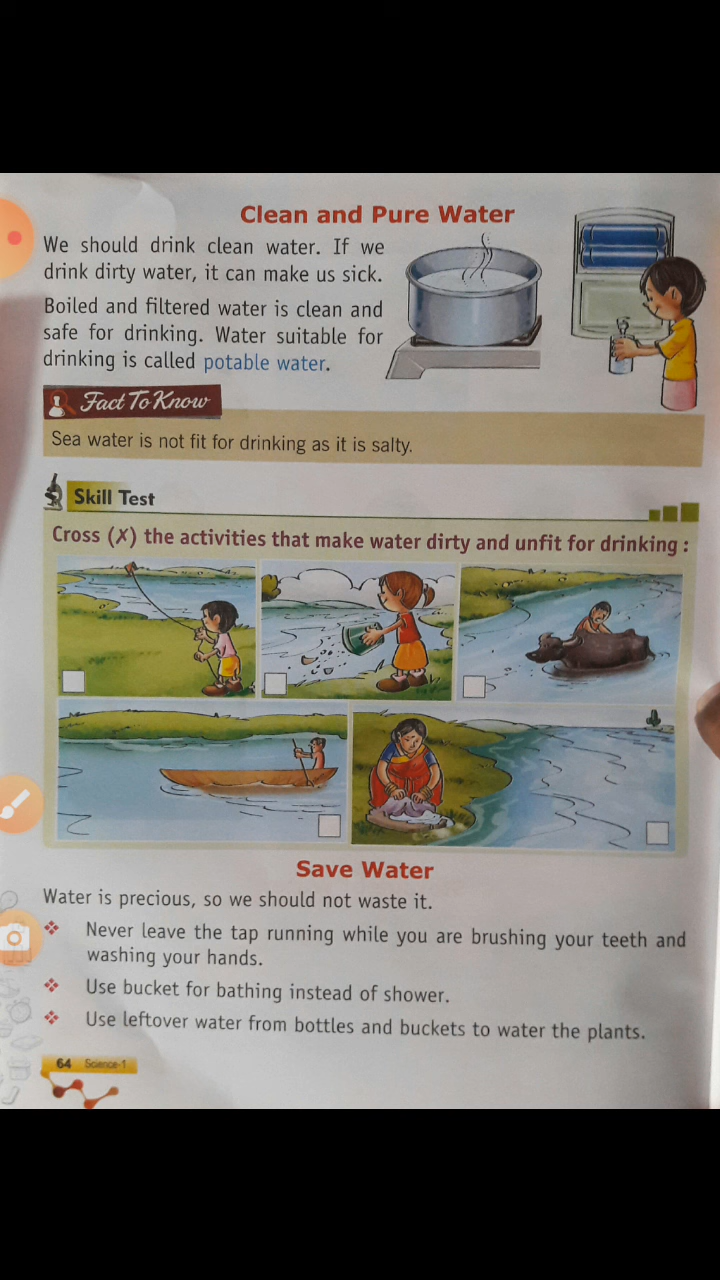 Clean and Pure Water
We should drink clean water. If we
drink dirty water, it can make us sick.
Boiled and filtered water is clean and
safe for drinking. Water suitable for
drinking is called potable water.
Fact To Know
Sea water is not fit for drinking as it is salty.
Skill Test
Cross (✗) the activities that make water dirty and unfit for drinking :
Save Water
Water is precious, so we should not waste it.
❖ Never leave the tap running while you are brushing your teeth and
washing your hands.
❖ Use bucket for bathing instead of shower.
❖ Use leftover water from bottles and buckets to water the plants.
64 Science-1